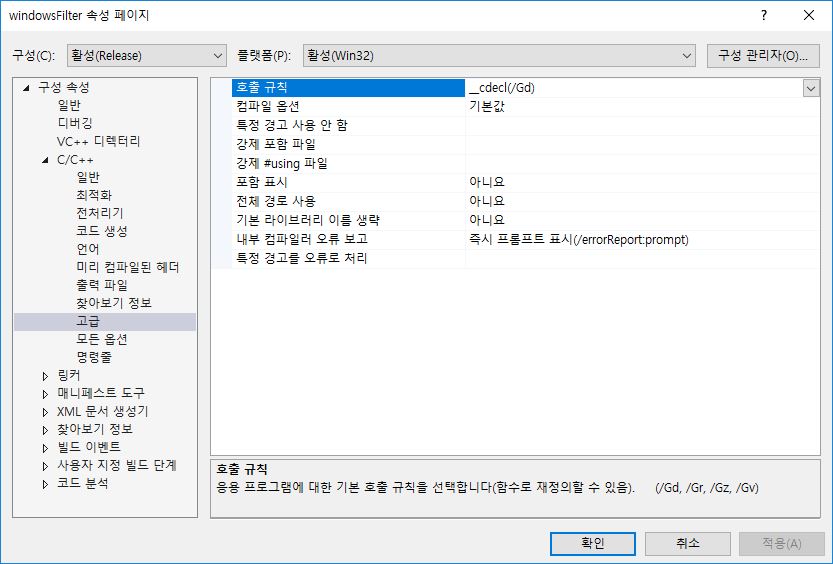 windowsFilter 속성 페이지
구성(C): 활성(Release) 플랫폼(P): 활성(Win32) 구성 관리자(O)...
구성 속성
일반
디버깅
VC++ 디렉터리
C/C++
일반
최적화
전처리기
코드 생성
언어
미리 컴파일된 헤더
출력 파일
찾아보기 정보
고급
모든 옵션
명령줄
링커
매니페스트 도구
XML 문서 생성기
찾아보기 정보
빌드 이벤트
사용자 지정 빌드 단계
코드 분석
호출 규칙 __cdecl(/Gd)
컴파일 옵션 기본값
특정 경고 사용 안 함
강제 포함 파일
강제 #using 파일
포함 표시 아니요
전체 경로 사용 아니요
기본 라이브러리 이름 생략 아니요
내부 컴파일러 오류 보고 즉시 프롬프트 표시(/errorReport:prompt)
특정 경고를 오류로 처리
호출 규칙
응용 프로그램에 대한 기본 호출 규칙을 선택합니다(함수로 재정의할 수 있음). (/Gd, /Gr, /Gz, /Gv)
확인 취소 적용(A)